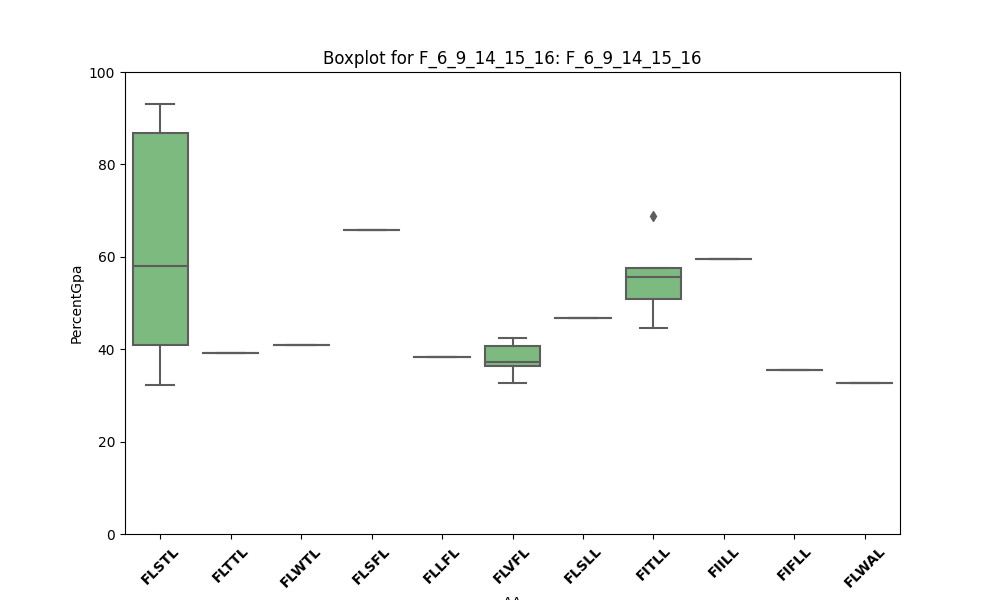 Boxplot for F_6_9_14_15_16: F_6_9_14_15_16
100
80
60
40
20
0
PercentGpa
FLSTL
FLTTL
FLWTL
FLSFL
FLLFL
FLVFL
FLSLL
FITLL
FIILL
FIFLL
FLWAL